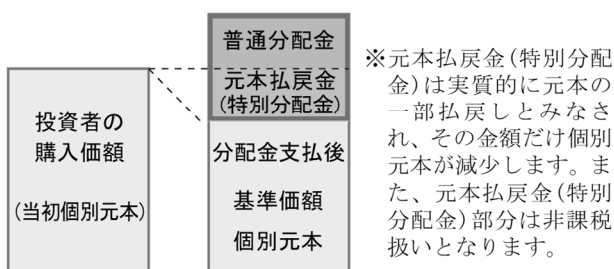 投資者の
購入価額
(当初個別元本)
普通分配金
元本払戻金
(特別分配金)
分配金支払後
基準価額
個別元本
※元本払戻金(特別分配
金)は実質的に元本の
一部払戻しとみなさ
れ、その金額だけ個別
元本が減少します。ま
た、元本払戻金(特別
分配金)部分は非課税
扱いとなります。